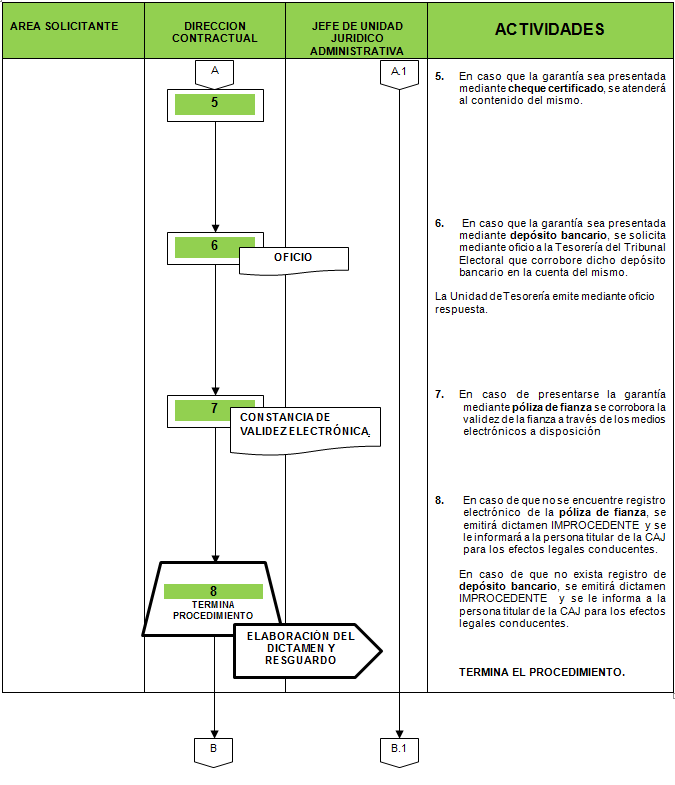 AREA SOLICITANTE
DIRECCION
CONTRACTUAL
JEFE DE UNIDAD
JURIDICO
ADMINISTRATIVA
ACTIVIDADES
A
A.1
5
6
OFICIO
7
CONSTANCIA DE
VALIDEZ ELECTRÓNICA.
8
TERMINA
PROCEDIMIENTO
ELABORACIÓN DEL
DICTAMEN Y
RESGUARDO
B
B.1
5. En caso que la garantía sea presentada
mediante cheque certificado, se atenderá
al contenido del mismo.
6. En caso que la garantía sea presentada
mediante depósito bancario, se solicita
mediante oficio a la Tesorería del Tribunal
Electoral que corrobore dicho depósito
bancario en la cuenta del mismo.
La Unidad de Tesorería emite mediante oficio
respuesta.
7. En caso de presentarse la garantía
mediante póliza de fianza se corrobora la
validez de la fianza a través de los medios
electrónicos a disposición
8. En caso de que no se encuentre registro
electrónico de la póliza de fianza, se
emitirá dictamen IMPROCEDENTE y se
le informará a la persona titular de la CAJ
para los efectos legales conducentes.
En caso de que no exista registro de
depósito bancario, se emitirá dictamen
IMPROCEDENTE y se le informa a la
persona titular de la CAJ para los efectos
legales conducentes.
TERMINA EL PROCEDIMIENTO.